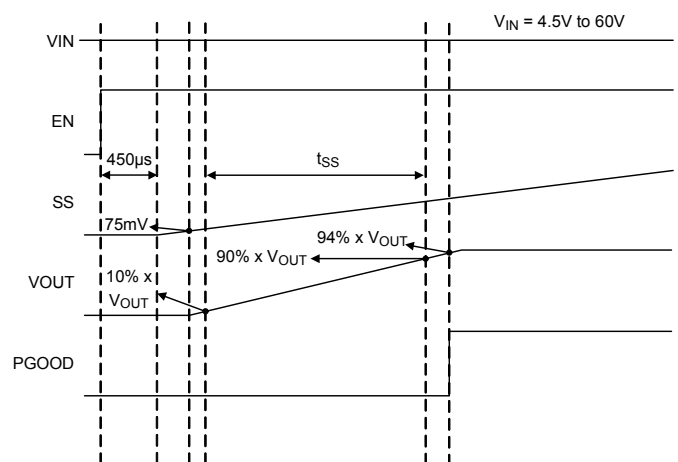 V_IN = 4.5V to 60V
VIN
EN
450µs
t_SS
SS
75mV
94% x V_OUT
90% x V_OUT
10% x
V_OUT
VOUT
PGOOD